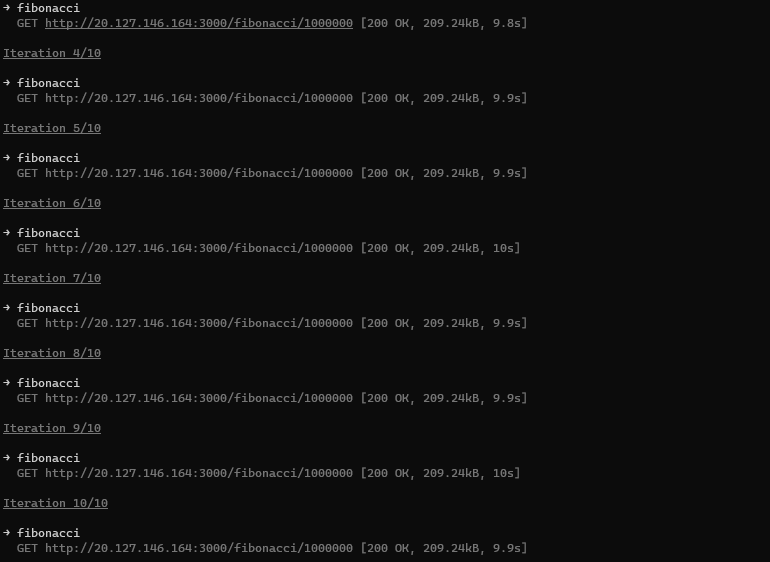 → fibonacci
GET http://20.127.146.164:3000/fibonacci/1000000 [200 OK, 209.24kB, 9.8s]
Iteration 4/10
→ fibonacci
GET http://20.127.146.164:3000/fibonacci/1000000 [200 OK, 209.24kB, 9.9s]
Iteration 5/10
→ fibonacci
GET http://20.127.146.164:3000/fibonacci/1000000 [200 OK, 209.24kB, 9.9s]
Iteration 6/10
→ fibonacci
GET http://20.127.146.164:3000/fibonacci/1000000 [200 OK, 209.24kB, 10s]
Iteration 7/10
→ fibonacci
GET http://20.127.146.164:3000/fibonacci/1000000 [200 OK, 209.24kB, 9.9s]
Iteration 8/10
→ fibonacci
GET http://20.127.146.164:3000/fibonacci/1000000 [200 OK, 209.24kB, 9.9s]
Iteration 9/10
→ fibonacci
GET http://20.127.146.164:3000/fibonacci/1000000 [200 OK, 209.24kB, 10s]
Iteration 10/10
→ fibonacci
GET http://20.127.146.164:3000/fibonacci/1000000 [200 OK, 209.24kB, 9.9s]